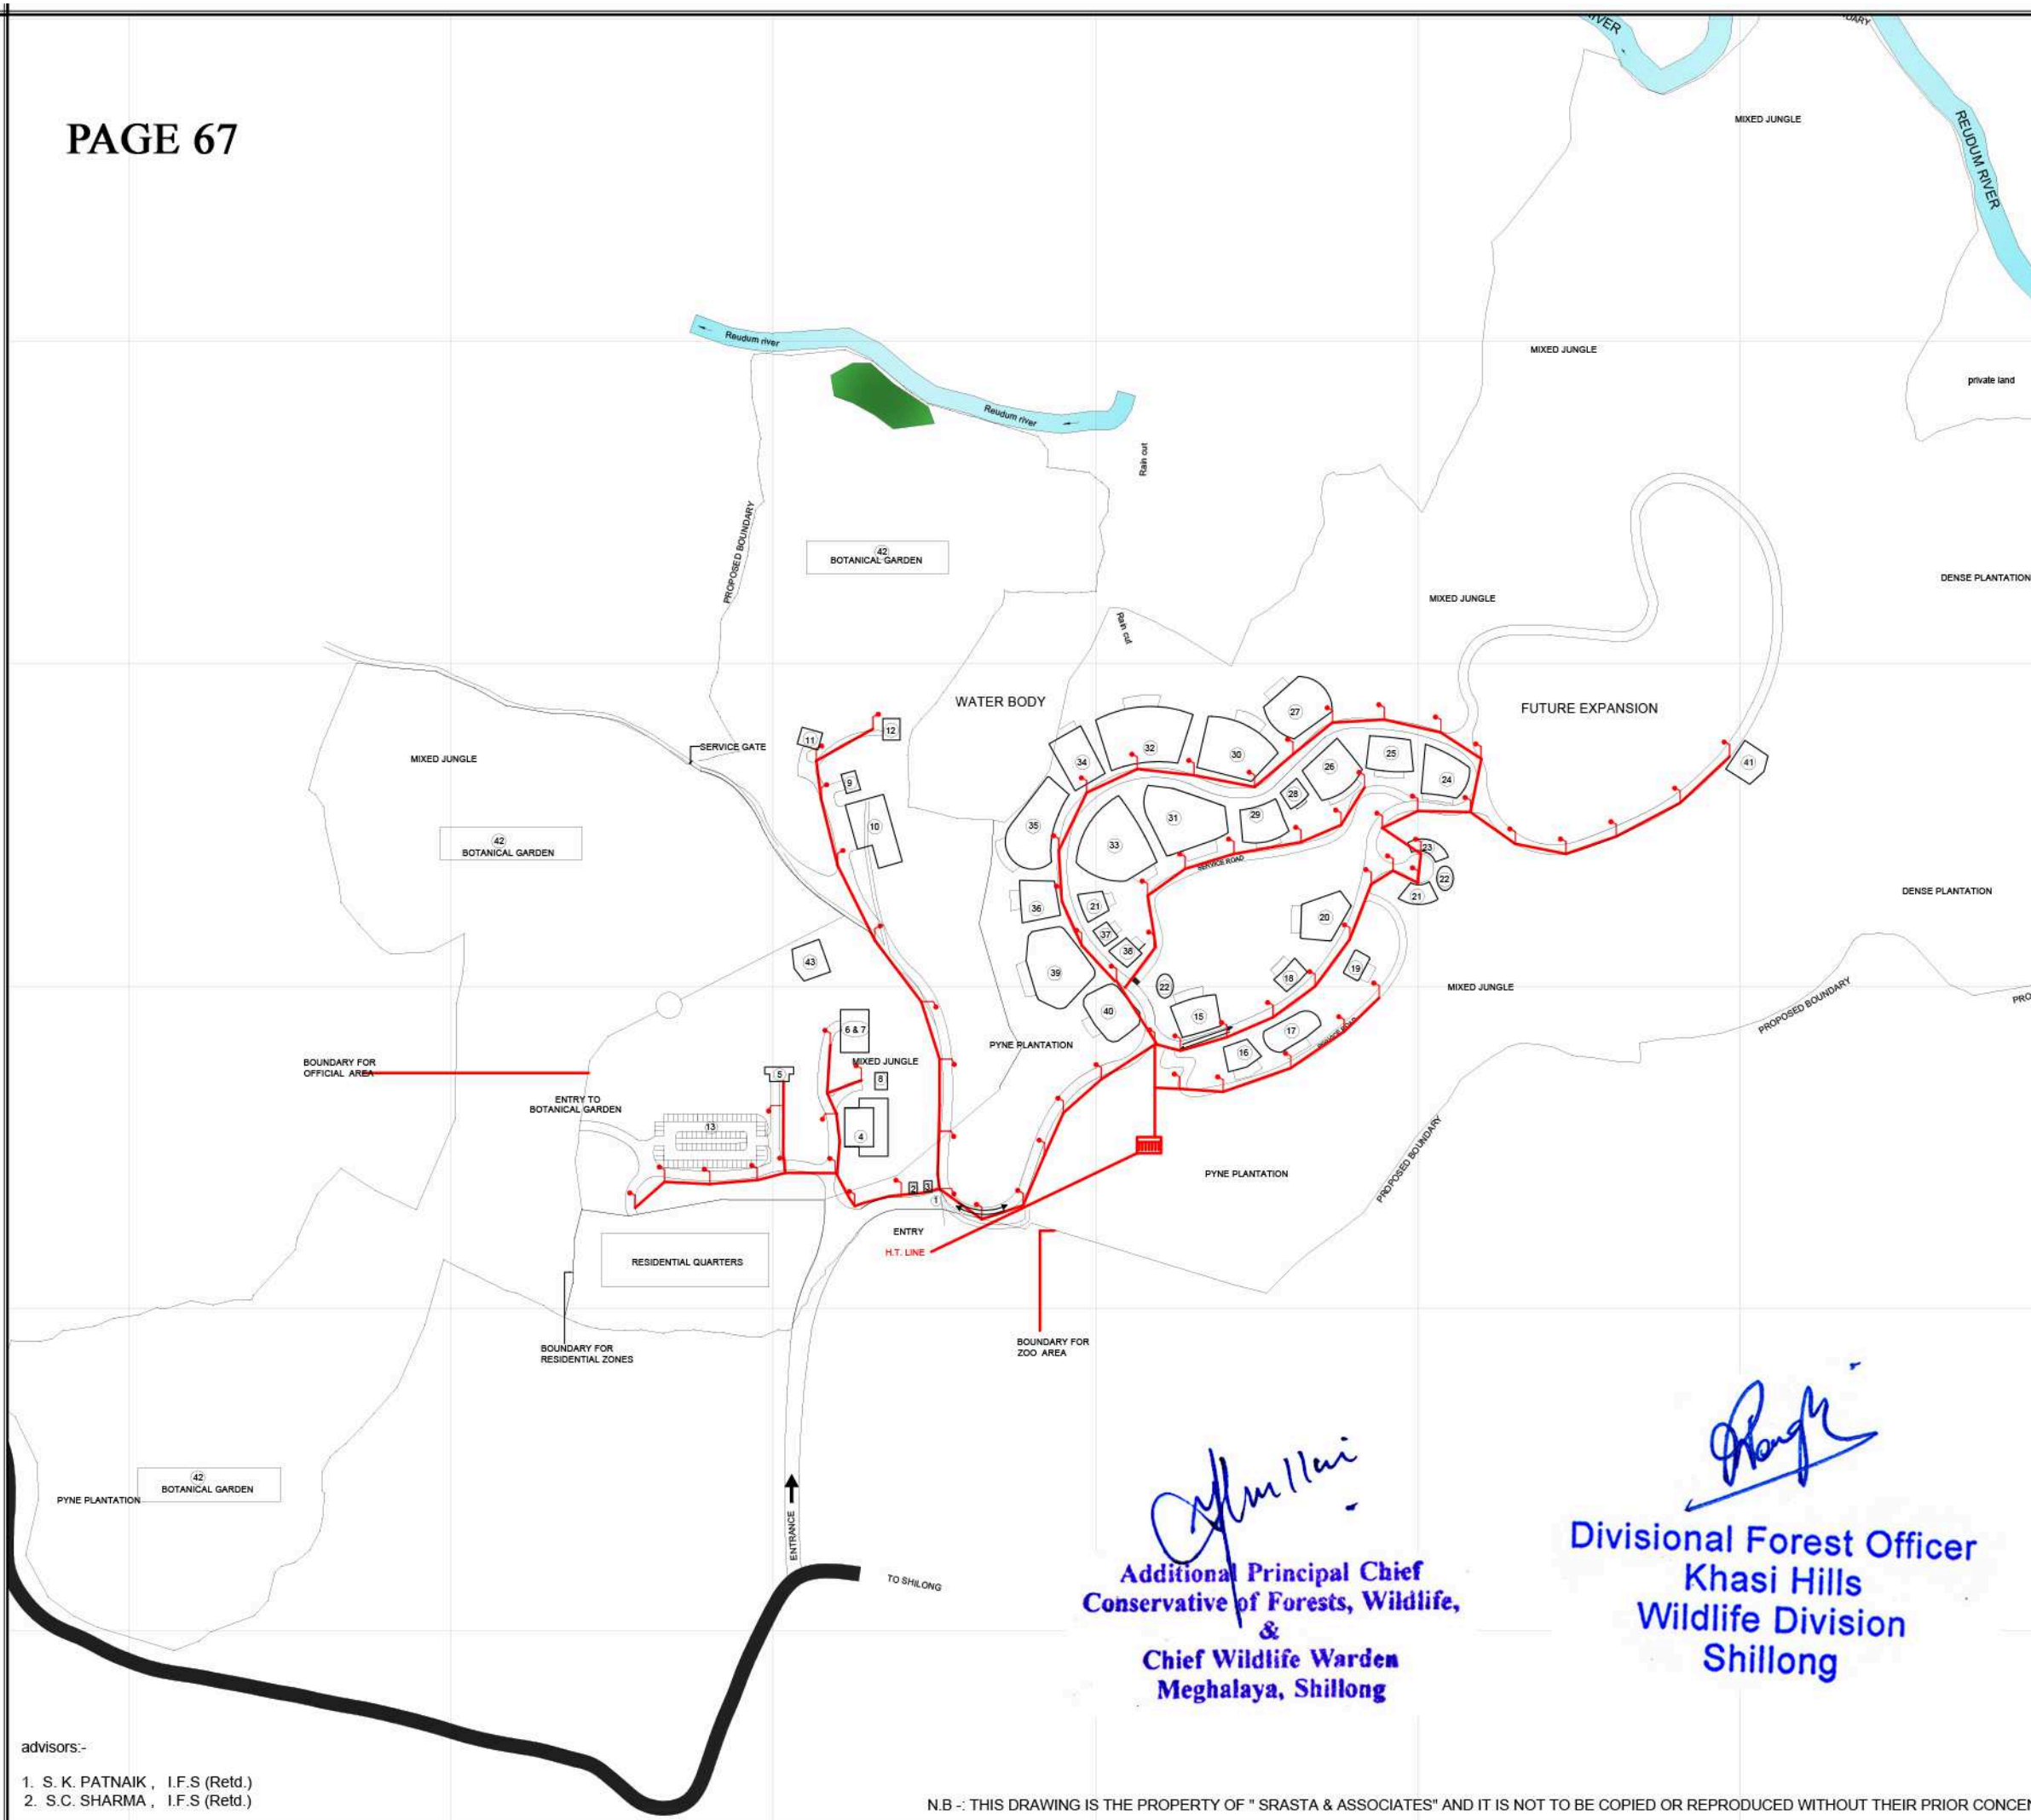 RIVER
PAGE 67
MIXED JUNGLE
REUDUM RIVER
Reudum river
MIXED JUNGLE
private land
Reudum river
Rain cut
PROPOSED BOUNDARY
42
BOTANICAL GARDEN
DENSE PLANTATION
MIXED JUNGLE
Rain cut
WATER BODY
FUTURE EXPANSION
27
12
11
32
30
25
SERVICE GATE
MIXED JUNGLE
34
26
41
24
9
28
10
35
31
29
42
BOTANICAL GARDEN
33
23
SERVICE ROAD
22
DENSE PLANTATION
21
36
21
20
37
38
43
39
19
18
22
MIXED JUNGLE
PROPOSED BOUNDARY
40
15
6 & 7
17
SERVICE ROAD
PYNE PLANTATION
16
MIXED JUNGLE
BOUNDARY FOR
OFFICIAL AREA
5
8
ENTRY TO
BOTANICAL GARDEN
13
4
PROPOSED BOUNDARY
PYNE PLANTATION
2
3
1
ENTRY
H.T. LINE
RESIDENTIAL QUARTERS
BOUNDARY FOR
ZOO AREA
BOUNDARY FOR
RESIDENTIAL ZONES
42
BOTANICAL GARDEN
PYNE PLANTATION
ENTRANCE
TO SHILONG
Additional Principal Chief
Conservative of Forests, Wildlife,
&
Chief Wildlife Warden
Meghalaya, Shillong
Divisional Forest Officer
Khasi Hills
Wildlife Division
Shillong
advisors:-
1. S. K. PATNAIK , I.F.S (Retd.)
2. S.C. SHARMA , I.F.S (Retd.)
N.B -: THIS DRAWING IS THE PROPERTY OF " SRASTA & ASSOCIATES" AND IT IS NOT TO BE COPIED OR REPRODUCED WITHOUT THEIR PRIOR CONCEN